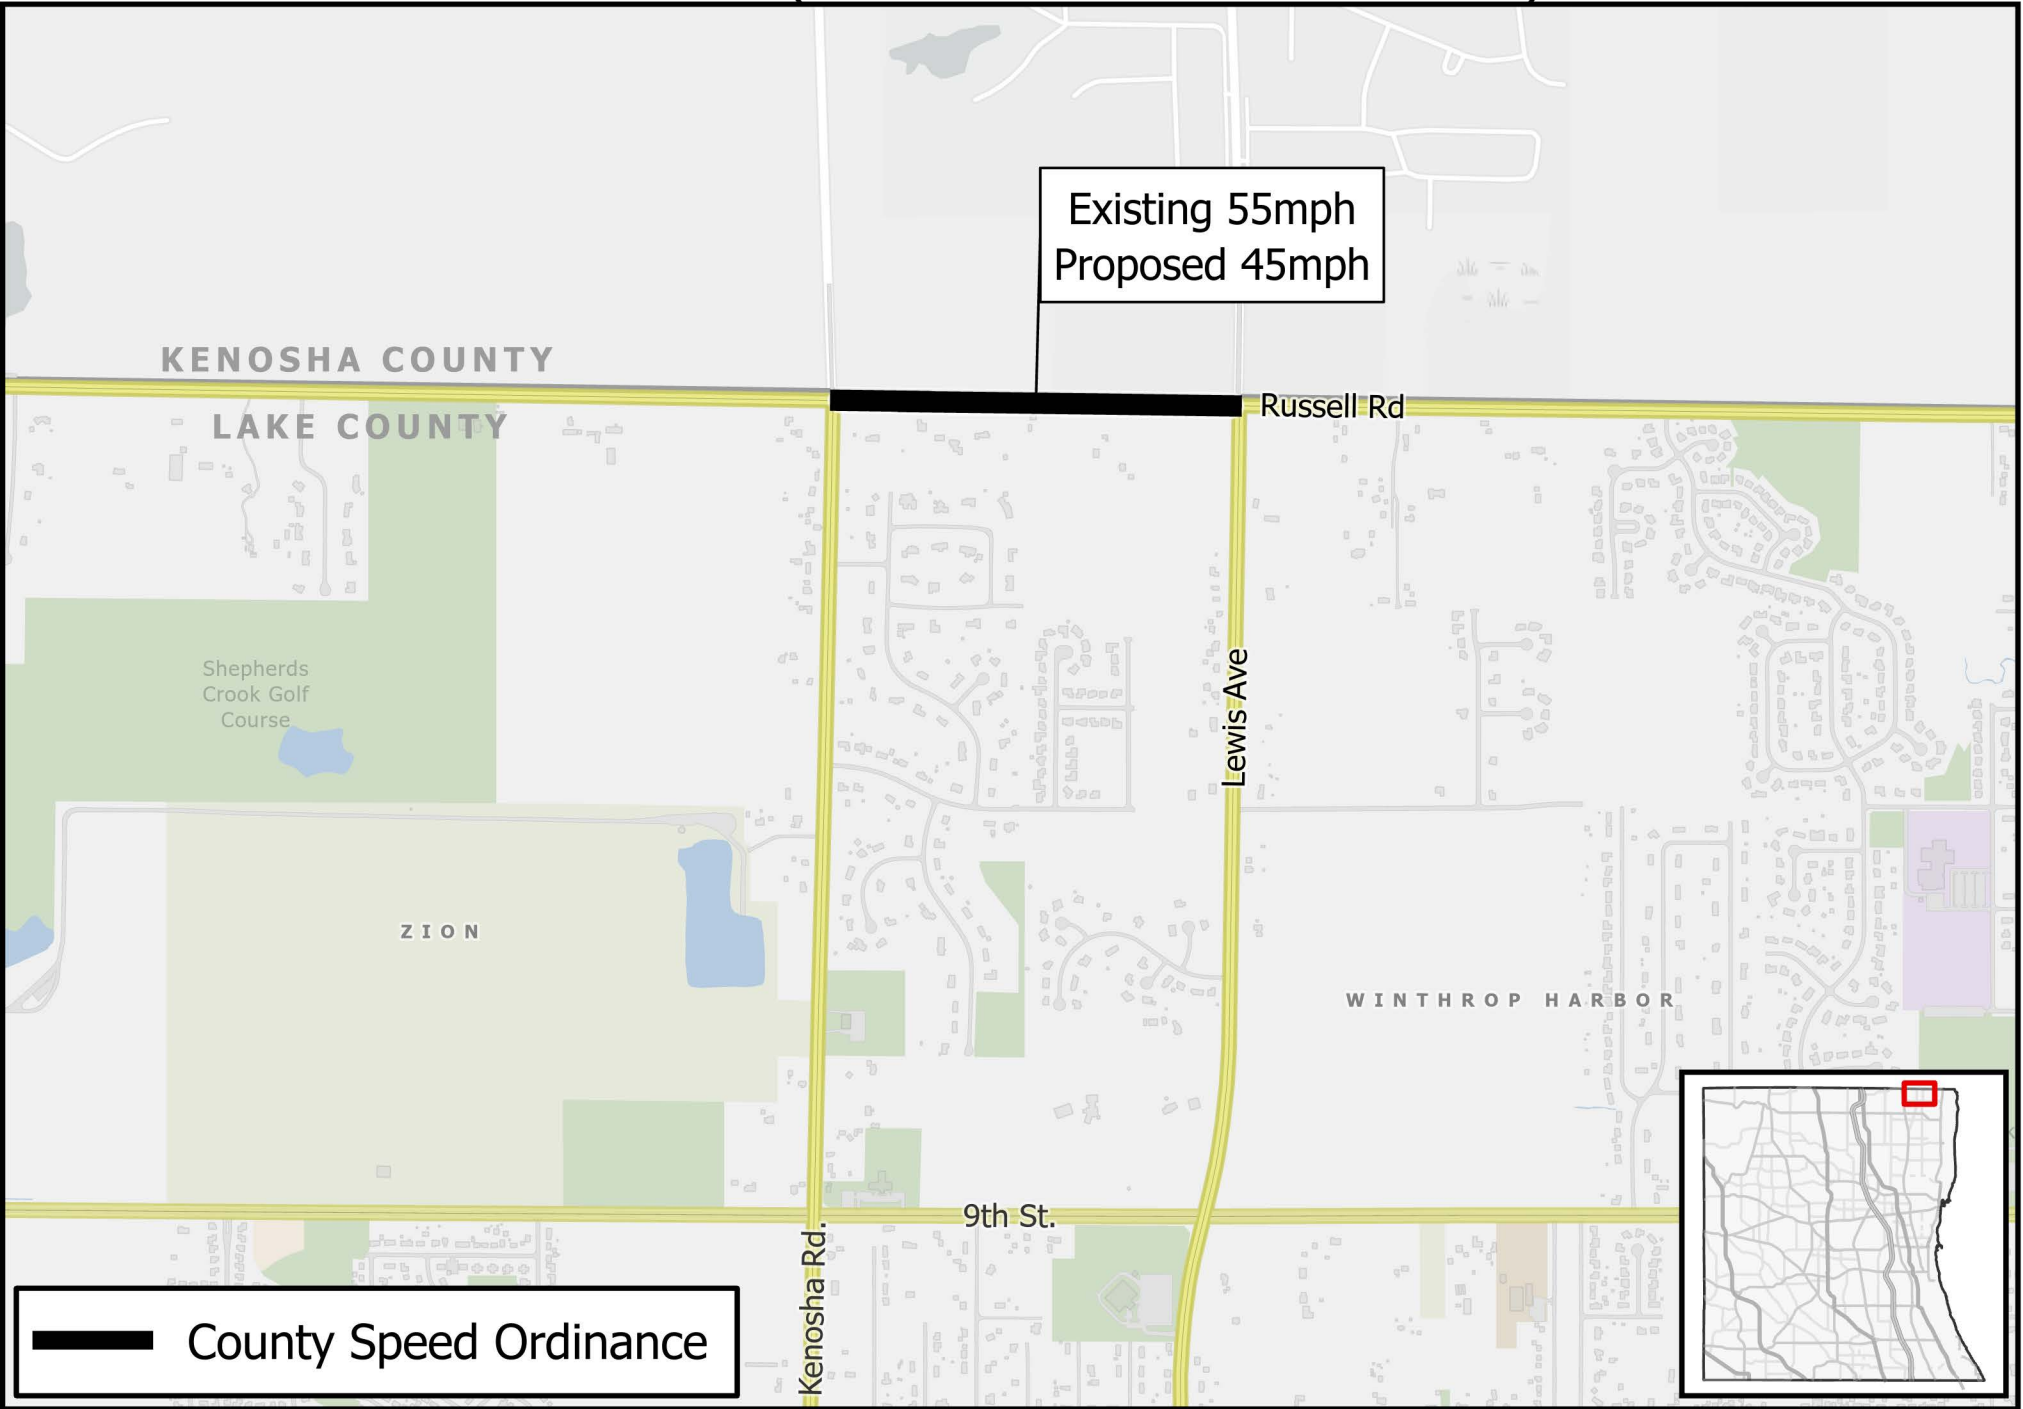 Existing 55mph
Proposed 45mph
KENOSHA COUNTY
LAKE COUNTY
Russell Rd
Shepherds
Crook Golf
Course
Lewis Ave
ZION
WINTHROP HARBOR
9th St.
Kenosha Rd.
County Speed Ordinance